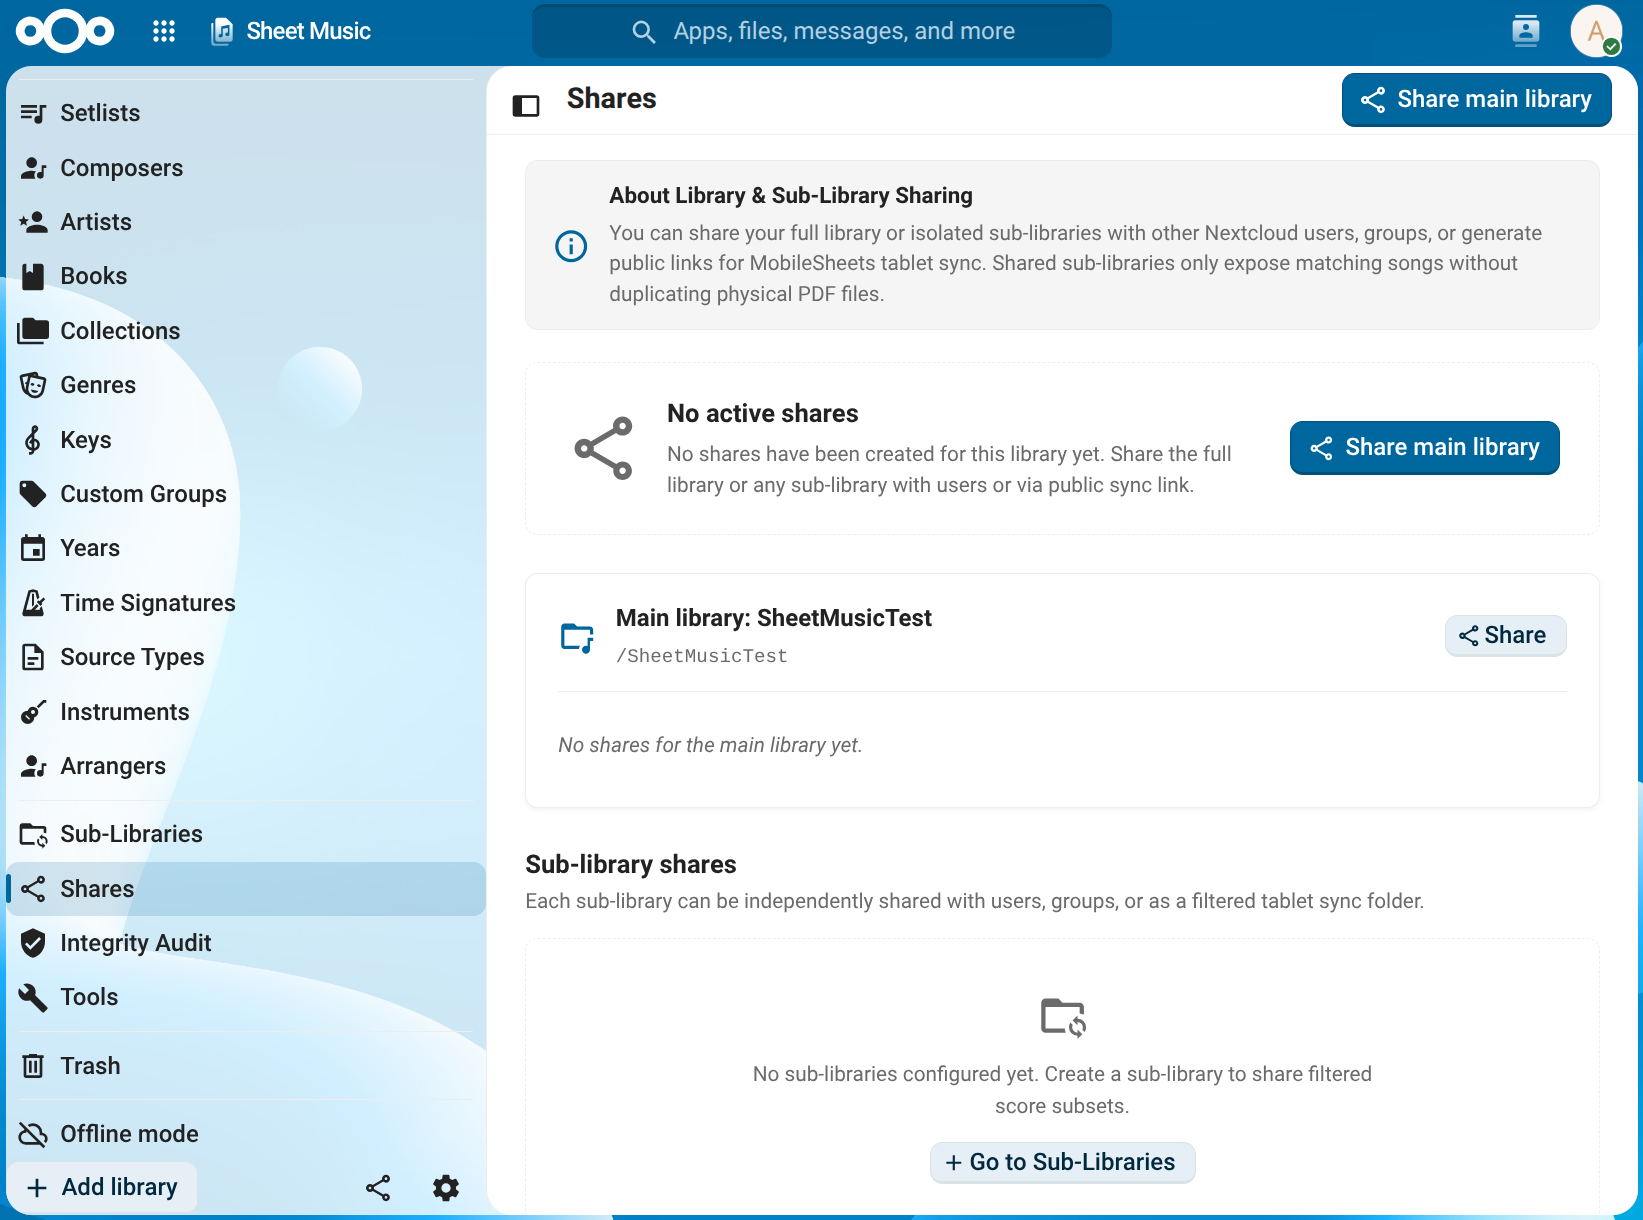 Sheet Music
Apps, files, messages, and more
A
Setlists
Composers
Artists
Books
Collections
Genres
Keys
Custom Groups
Years
Time Signatures
Source Types
Instruments
Arrangers
Sub-Libraries
Shares
Integrity Audit
Tools
Trash
Offline mode
Add library
Shares
Share main library
About Library & Sub-Library Sharing
You can share your full library or isolated sub-libraries with other Nextcloud users, groups, or generate
public links for MobileSheets tablet sync. Shared sub-libraries only expose matching songs without
duplicating physical PDF files.
No active shares
No shares have been created for this library yet. Share the full
library or any sub-library with users or via public sync link.
Share main library
Main library: SheetMusicTest
/SheetMusicTest
Share
No shares for the main library yet.
Sub-library shares
Each sub-library can be independently shared with users, groups, or as a filtered tablet sync folder.
No sub-libraries configured yet. Create a sub-library to share filtered
score subsets.
Go to Sub-Libraries